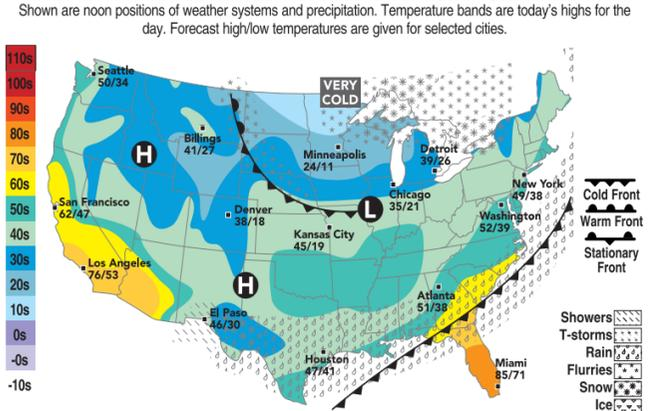 Shown are noon positions of weather systems and precipitation. Temperature bands are today's highs for the
day. Forecast high/low temperatures are given for selected cities.
110s
100s
90s
80s
70s
60s
50s
40s
30s
20s
10s
0s
-0s
-10s
Seattle
50/34
VERY
COLD
Billings
41/27
H
Minneapolis
24/11
Detroit
39/26
San Francisco
62/47
Denver
38/18
Chicago
35/21
L
New York
49/38
Washington
52/39
Kansas City
45/19
Los Angeles
76/53
H
El Paso
46/30
Atlanta
51/38
Houston
47/41
Miami
85/71
Cold Front
Warm Front
Stationary
Front
Showers
T-storms
Rain
Flurries
Snow
Ice